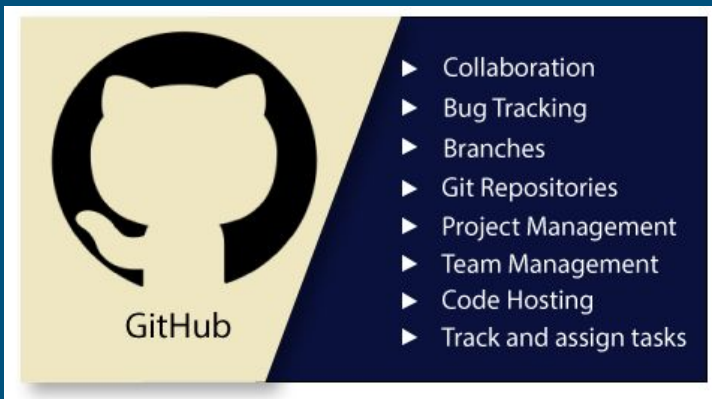 GitHub
Collaboration
Bug Tracking
Branches
Git Repositories
Project Management
Team Management
Code Hosting
Track and assign tasks